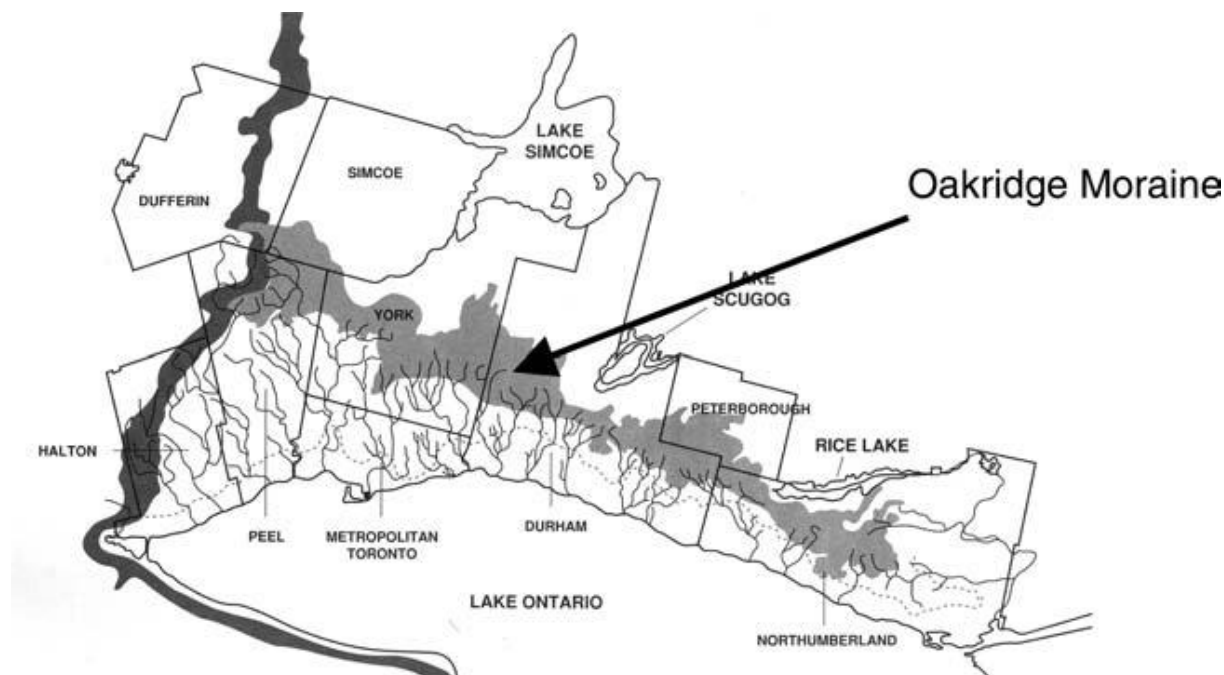 LAKE
SIMCOE
SIMCOE
DUFFERIN
Oakridge Moraine
LAKE
SCUGOG
YORK
PETERBOROUGH
HALTON
RICE LAKE
PEEL
METROPOLITAN
TORONTO
DURHAM
LAKE ONTARIO
NORTHUMBERLAND